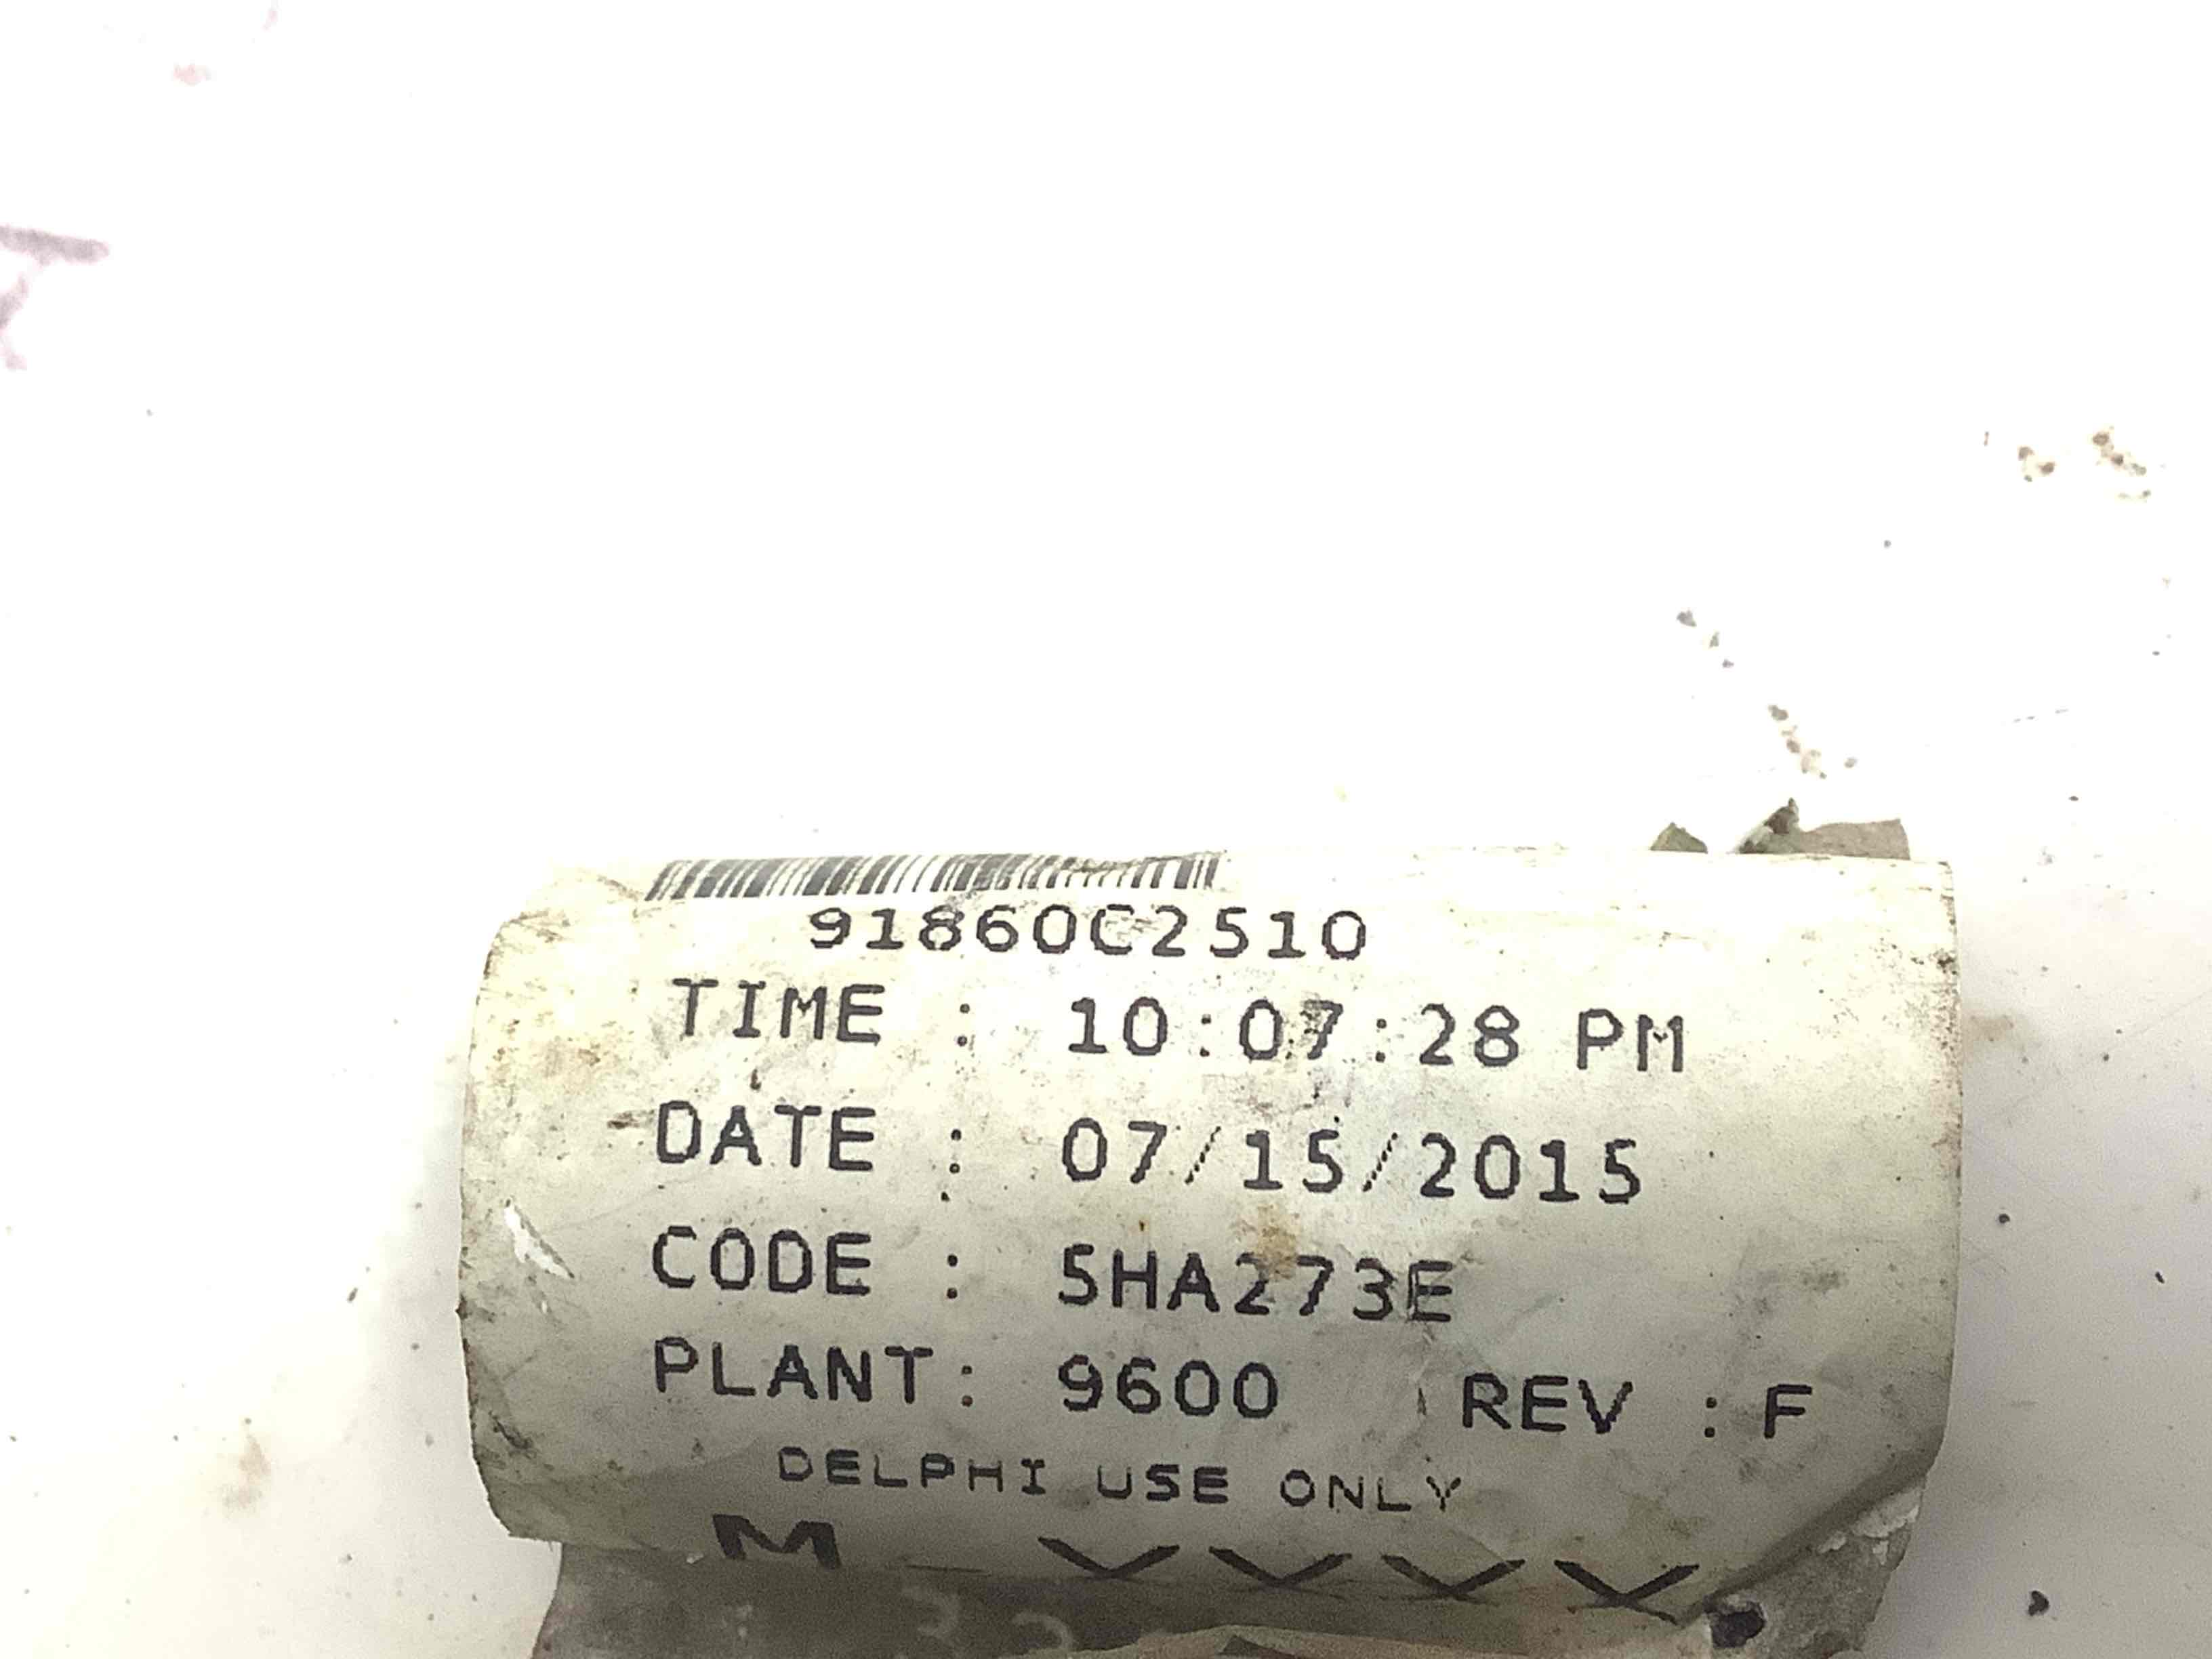 91860C2510
TIME : 10:07:28 PM
DATE : 07/15/2015
CODE : 5HA273E
PLANT: 9600 REV : F
DELPHI USE ONLY